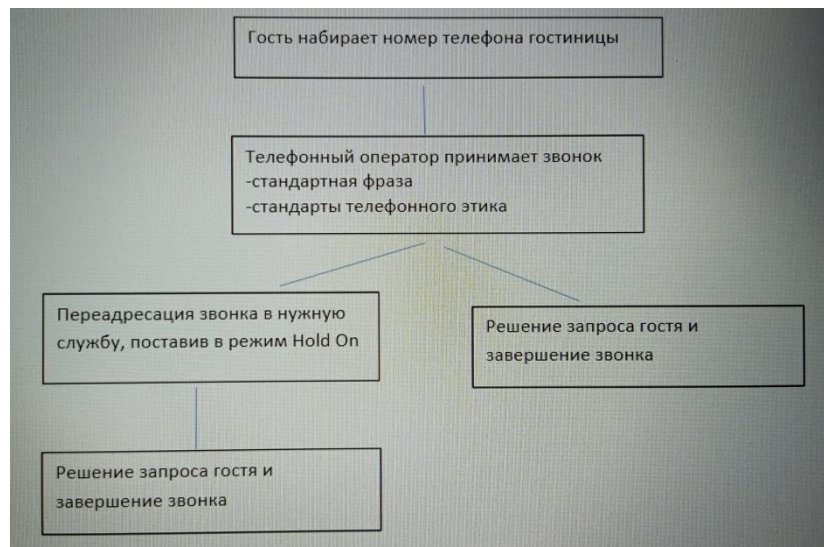 Гость набирает номер телефона гостиницы
Телефонный оператор принимает звонок
-стандартная фраза
-стандарты телефонного этика
Переадресация звонка в нужную
службу, поставив в режим Hold On
Решение запроса гостя и
завершение звонка
Решение запроса гостя и
завершение звонка